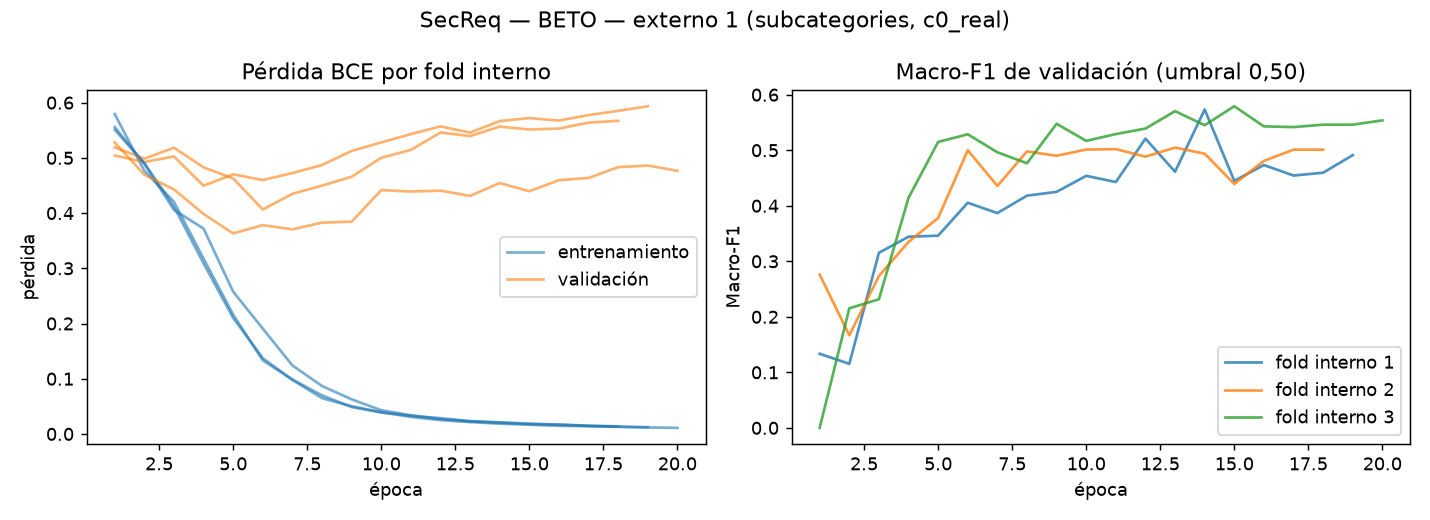 SecReq — BETO — externo 1 (subcategories, c0_real)
Pérdida BCE por fold interno
pérdida
0.6
0.5
0.4
0.3
0.2
0.1
0.0
entrenamiento
validación
2.5 5.0 7.5 10.0 12.5 15.0 17.5 20.0
época
Macro-F1 de validación (umbral 0,50)
Macro-F1
0.6
0.5
0.4
0.3
0.2
0.1
0.0
fold interno 1
fold interno 2
fold interno 3
2.5 5.0 7.5 10.0 12.5 15.0 17.5 20.0
época